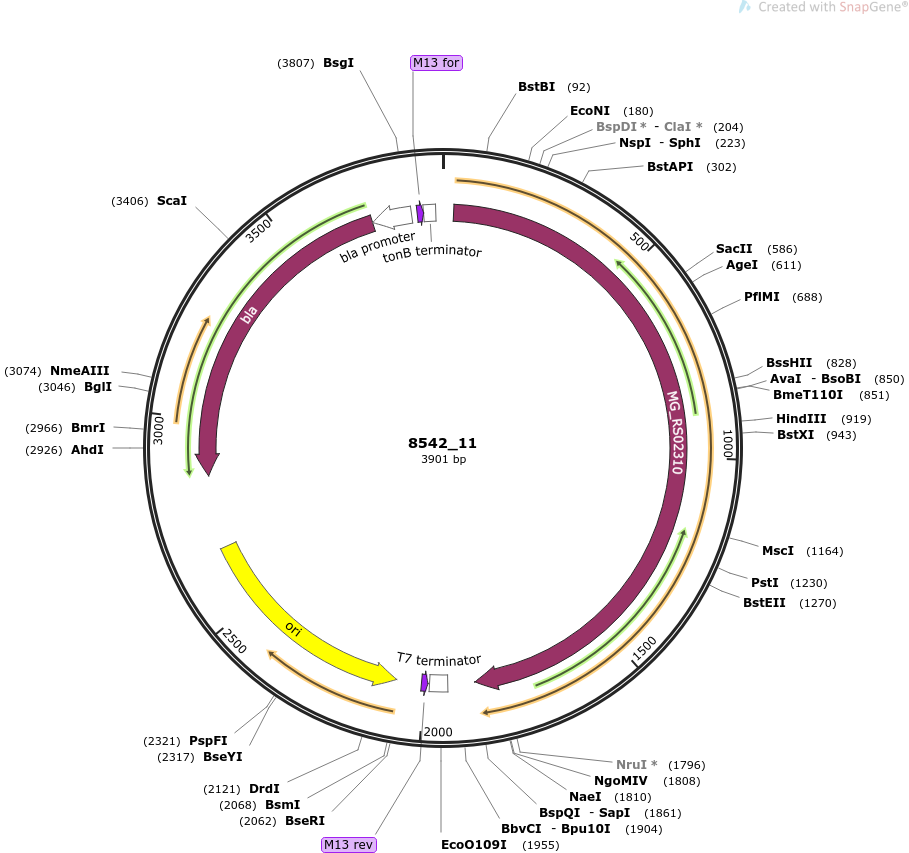 Created with SnapGene®
(3807) BsgI
M13 for
BstBI (92)
EcoNI (180)
BspDI * - ClaI * (204)
NspI - SphI (223)
BstAPI (302)
(3406) ScaI
3500
500
bla promoter
tonB terminator
SacII (586)
AgeI (611)
PflMI (688)
bla
(3074) NmeAIII
(3046) BglI
BssHII (828)
AvaI - BsoBI (850)
BmeT110I (851)
HindIII (919)
BstXI (943)
(2966) BmrI
(2926) AhdI
3000
1000
MG_RS02310
8542_11
3901 bp
MscI (1164)
PstI (1230)
BstEII (1270)
2500
ori
1500
T7 terminator
2000
(2321) PspFI
(2317) BseYI
(2121) DrdI
(2068) BsmI
(2062) BseRI
M13 rev
NruI * (1796)
NgoMIV (1808)
NaeI (1810)
BspQI - SapI (1861)
BbvCI - Bpu10I (1904)
EcoO109I (1955)